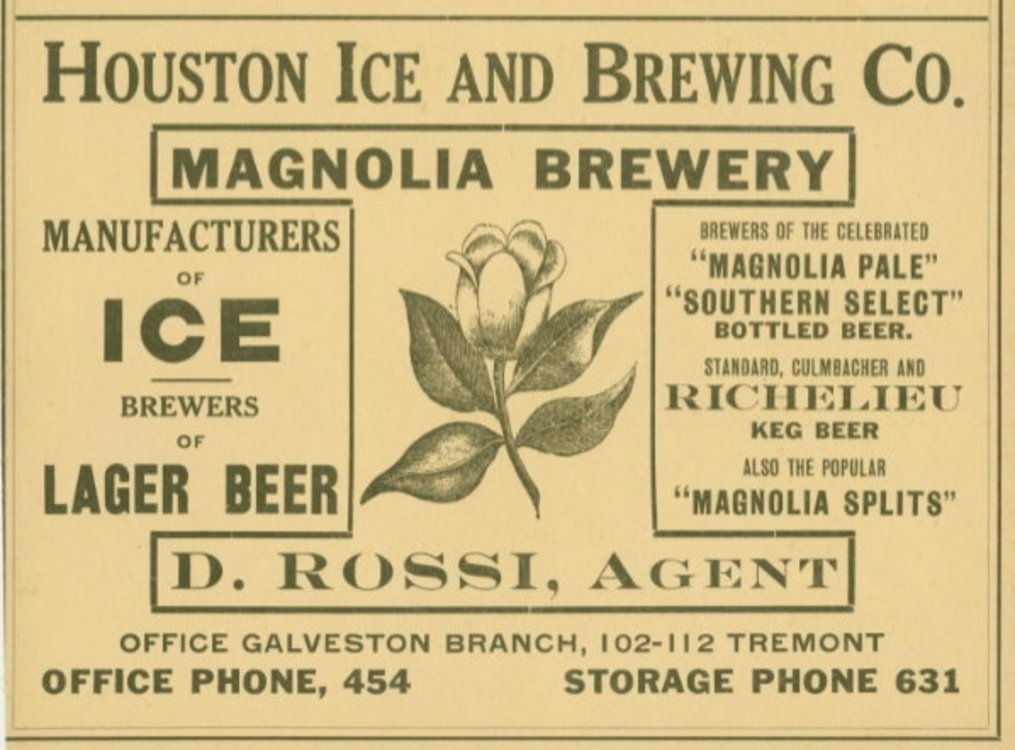 HOUSTON ICE AND BREWING CO.
MAGNOLIA BREWERY
MANUFACTURERS
OF
ICE
BREWERS
OF
LAGER BEER
BREWERS OF THE CELEBRATED
"MAGNOLIA PALE"
"SOUTHERN SELECT"
BOTTLED BEER.
STANDARD, CULMBACHER AND
RICHELIEU
KEG BEER
ALSO THE POPULAR
"MAGNOLIA SPLITS"
D. ROSSI, AGENT
OFFICE GALVESTON BRANCH, 102-112 TREMONT
OFFICE PHONE, 454 STORAGE PHONE 631